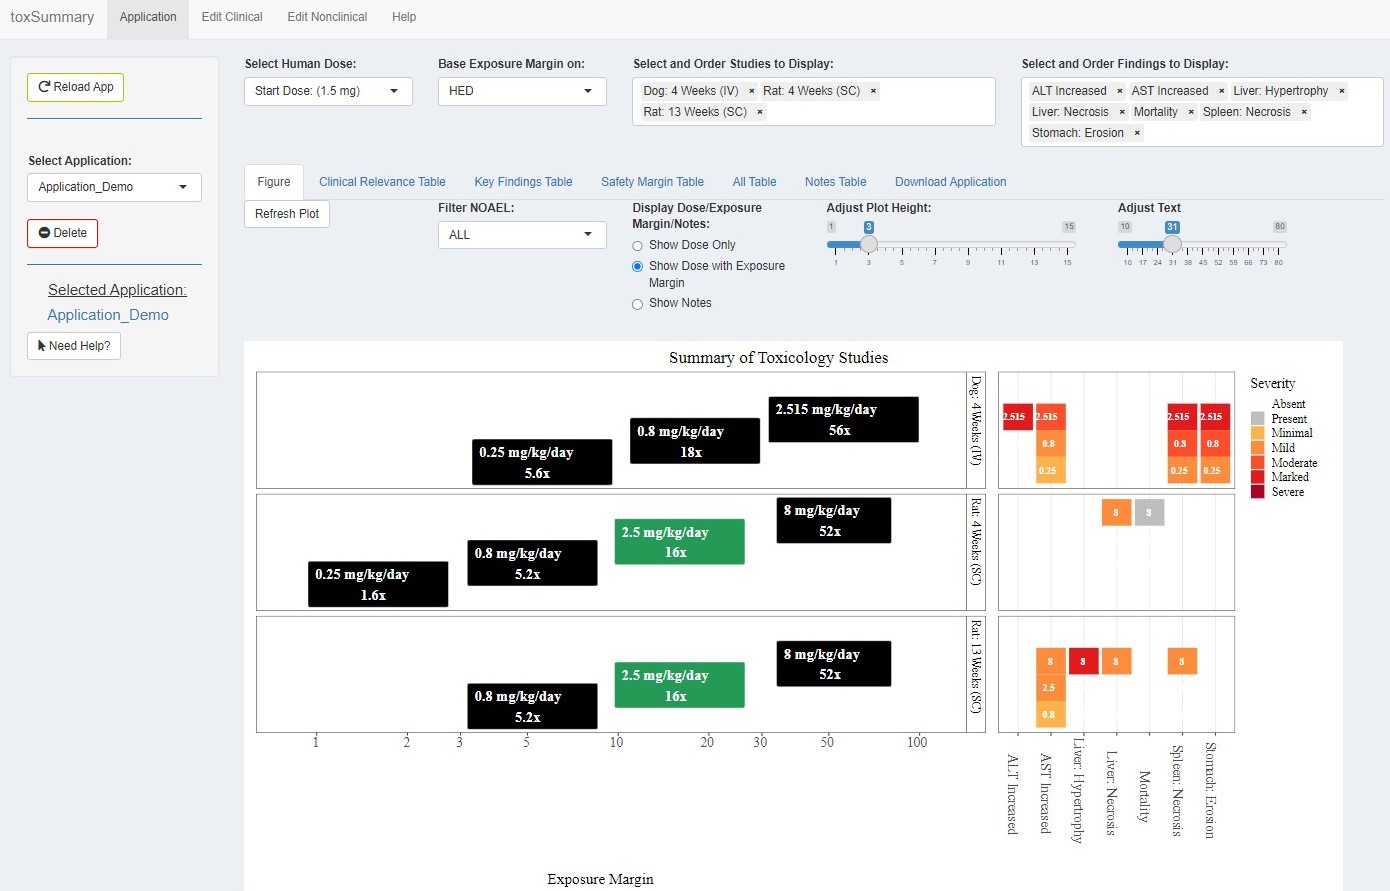 toxSummary
Application
Edit Clinical
Edit Nonclinical
Help
Reload App
Select Application:
Application_Demo
Delete
Selected Application:
Application_Demo
Need Help?
Select Human Dose:
Start Dose: (1.5 mg)
Base Exposure Margin on:
HED
Select and Order Studies to Display:
Dog: 4 Weeks (IV) × Rat: 4 Weeks (SC) ×
Rat: 13 Weeks (SC) ×
Select and Order Findings to Display:
ALT Increased × AST Increased × Liver: Hypertrophy ×
Liver: Necrosis × Mortality × Spleen: Necrosis ×
Stomach: Erosion ×
Figure
Clinical Relevance Table
Key Findings Table
Safety Margin Table
All Table
Notes Table
Download Application
Refresh Plot
Filter NOAEL:
ALL
Display Dose/Exposure
Margin/Notes:
Show Dose Only
Show Dose with Exposure
Margin
Show Notes
Adjust Plot Height:
1 3 15
1 3 5 7 9 11 13 15
Adjust Text
10 31 80
10 17 24 31 38 45 52 59 66 73 80
Summary of Toxicology Studies
2.515 mg/kg/day
56x
0.8 mg/kg/day
18x
0.25 mg/kg/day
5.6x
Dog: 4 Weeks (IV)
2.515 2.515 2.515 2.515
0.8 0.8 0.8
0.25 0.25 0.25
8 mg/kg/day
52x
2.5 mg/kg/day
16x
0.8 mg/kg/day
5.2x
0.25 mg/kg/day
1.6x
Rat: 4 Weeks (SC)
8 8
8 mg/kg/day
52x
2.5 mg/kg/day
16x
0.8 mg/kg/day
5.2x
Rat: 13 Weeks (SC)
8 8 8 8
2.5
0.8
1 2 3 5 10 20 30 50 100
Exposure Margin
ALT Increased
AST Increased
Liver: Hypertrophy
Liver: Necrosis
Mortality
Spleen: Necrosis
Stomach: Erosion
Severity
Absent
Present
Minimal
Mild
Moderate
Marked
Severe